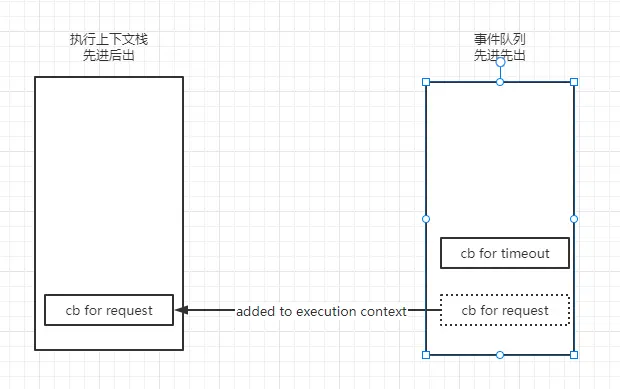 执行上下文栈
先进后出
事件队列
先进先出
cb for timeout
cb for request
added to execution context
cb for request